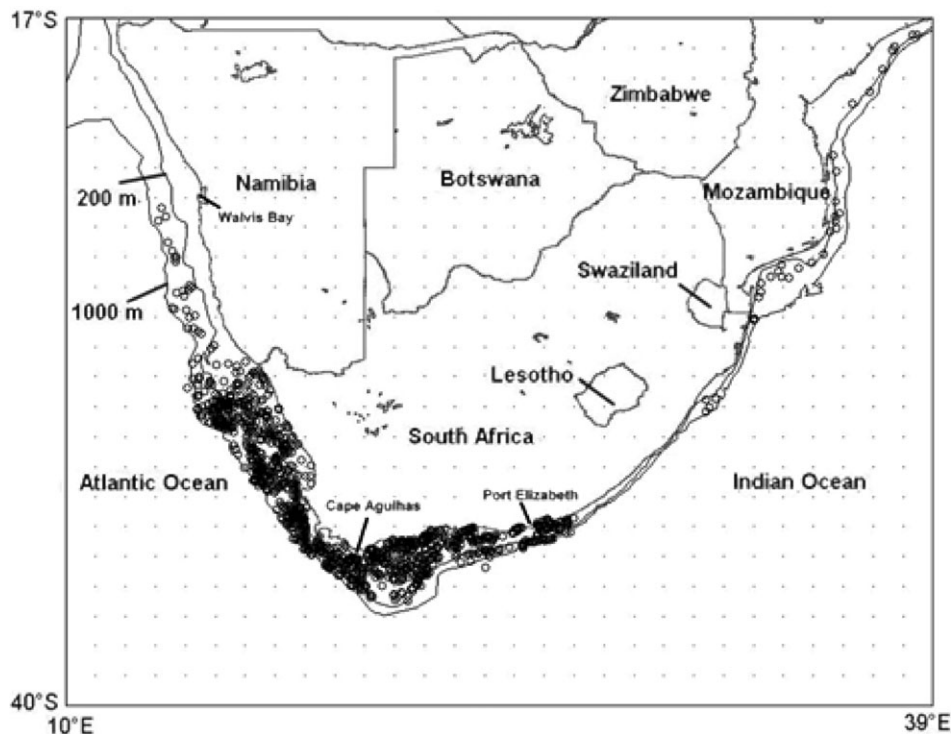 17°S
Zimbabwe
Namibia
Botswana
200 m
Mozambique
Walvis Bay
Swaziland
1000 m
Lesotho
South Africa
Atlantic Ocean
Port Elizabeth
Indian Ocean
Cape Agulhas
40°S
10°E
39°E